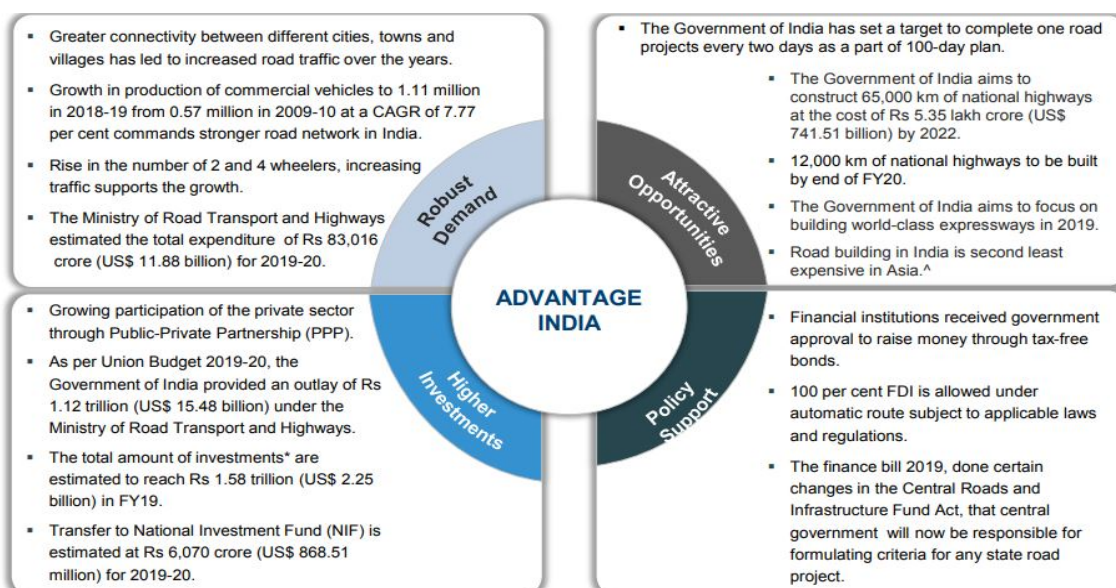 ▪ Greater connectivity between different cities, towns and
villages has led to increased road traffic over the years.
▪ Growth in production of commercial vehicles to 1.11 million
in 2018-19 from 0.57 million in 2009-10 at a CAGR of 7.77
per cent commands stronger road network in India.
▪ Rise in the number of 2 and 4 wheelers, increasing
traffic supports the growth.
▪ The Ministry of Road Transport and Highways
estimated the total expenditure of Rs 83,016
crore (US$ 11.88 billion) for 2019-20.
Robust
Demand
▪ The Government of India has set a target to complete one road
projects every two days as a part of 100-day plan.
▪ The Government of India aims to
construct 65,000 km of national highways
at the cost of Rs 5.35 lakh crore (US$
741.51 billion) by 2022.
▪ 12,000 km of national highways to be built
by end of FY20.
▪ The Government of India aims to focus on
building world-class expressways in 2019.
▪ Road building in India is second least
expensive in Asia.^
Attractive
Opportunities
ADVANTAGE
INDIA
▪ Growing participation of the private sector
through Public-Private Partnership (PPP).
▪ As per Union Budget 2019-20, the
Government of India provided an outlay of Rs
1.12 trillion (US$ 15.48 billion) under the
Ministry of Road Transport and Highways.
▪ The total amount of investments* are
estimated to reach Rs 1.58 trillion (US$ 2.25
billion) in FY19.
▪ Transfer to National Investment Fund (NIF) is
estimated at Rs 6,070 crore (US$ 868.51
million) for 2019-20.
Higher
Investments
▪ Financial institutions received government
approval to raise money through tax-free
bonds.
▪ 100 per cent FDI is allowed under
automatic route subject to applicable laws
and regulations.
▪ The finance bill 2019, done certain
changes in the Central Roads and
Infrastructure Fund Act, that central
government will now be responsible for
formulating criteria for any state road
project.
Policy
Support